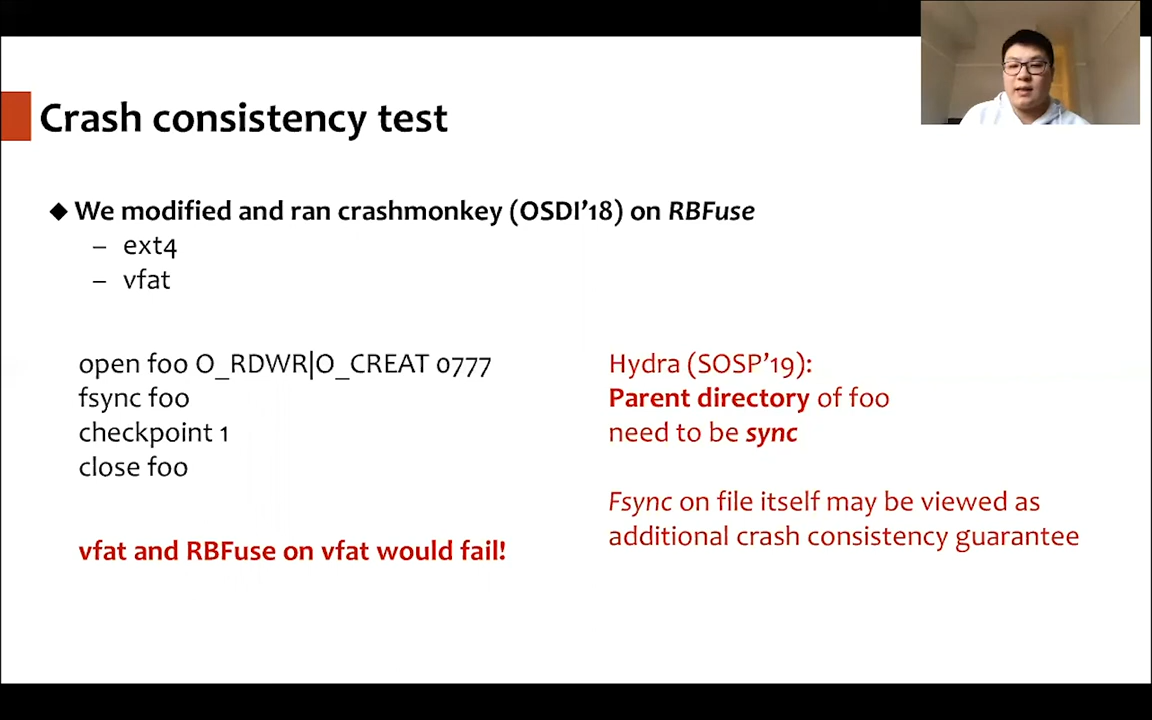 Crash consistency test
◆ We modified and ran crashmonkey (OSDI’18) on RBFuse
– ext4
– vfat
open foo O_RDWR|O_CREAT 0777
fsync foo
checkpoint 1
close foo
vfat and RBFuse on vfat would fail!
Hydra (SOSP’19):
Parent directory of foo
need to be sync
Fsync on file itself may be viewed as
additional crash consistency guarantee